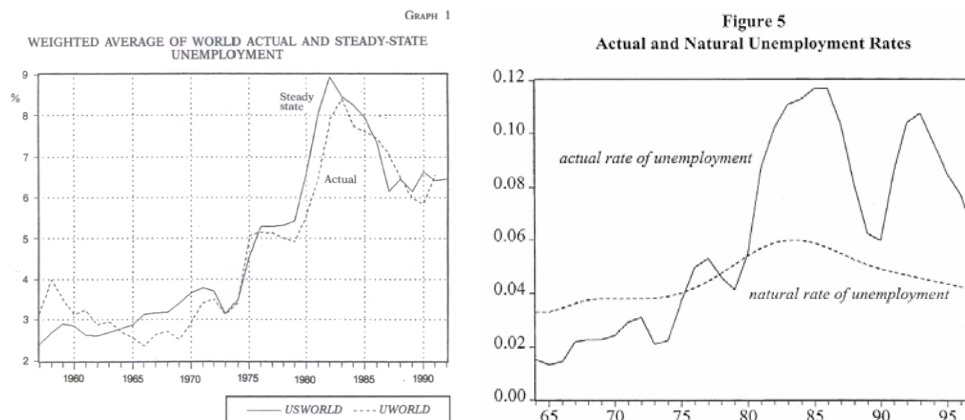 GRAPH 1
WEIGHTED AVERAGE OF WORLD ACTUAL AND STEADY-STATE
UNEMPLOYMENT
%
9
8
7
6
5
4
3
2
Steady
state
Actual
1960
1965
1970
1975
1980
1985
1990
USWORLD
UWORLD
Figure 5
Actual and Natural Unemployment Rates
0.12
0.10
0.08
0.06
0.04
0.02
0.00
actual rate of unemployment
natural rate of unemployment
65
70
75
80
85
90
95